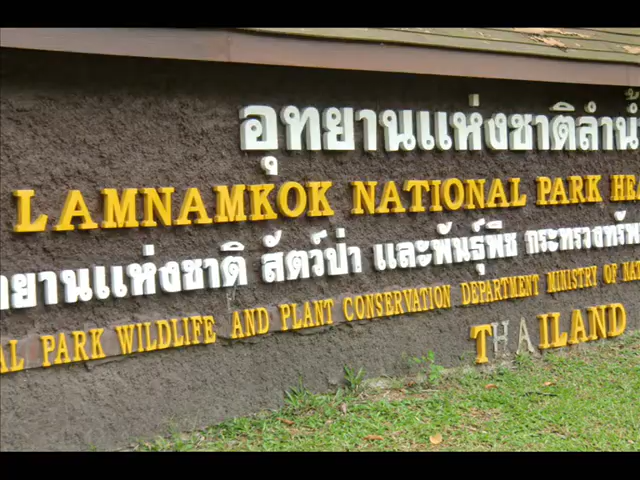 อุทยานแห่งชาติลำน้ำ
LAMNAMKOK NATIONAL PARK HEA
ทยานแห่งชาติ สัตว์ป่า และพันธุ์พืช กระทรวงทรัพ
AL PARK WILDLIFE AND PLANT CONSERVATION DEPARTMENT MINISTRY OF NAT
THAILAND